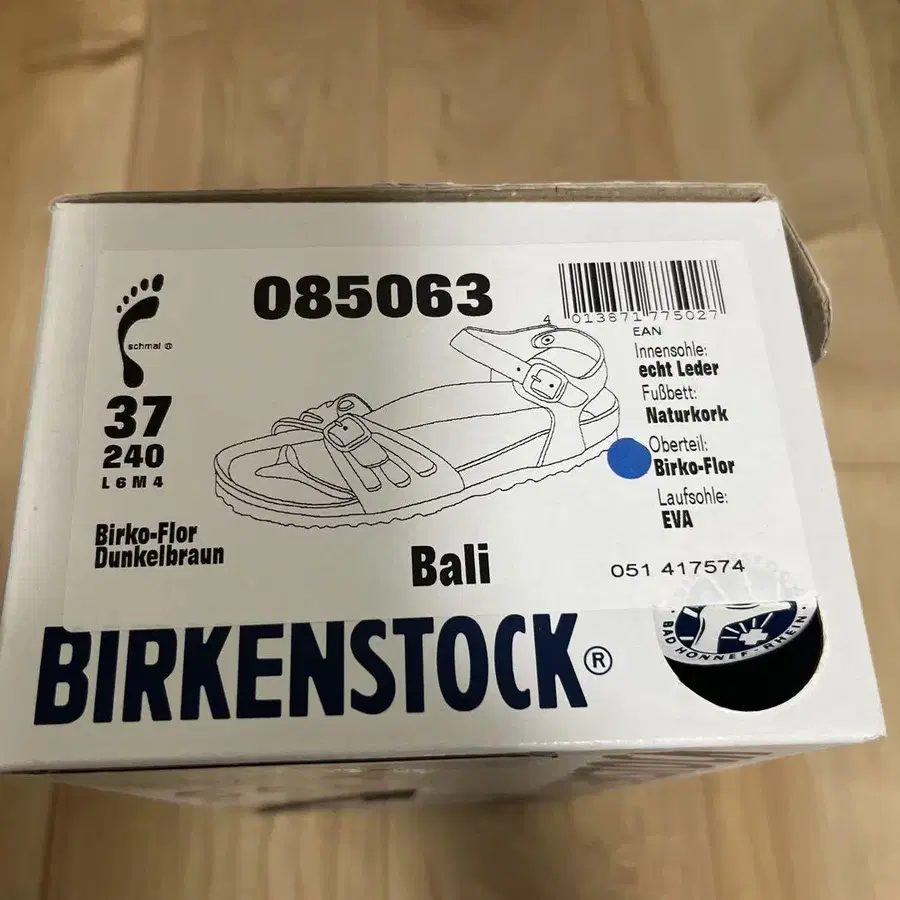 085063
4 013871 775027
EAN
schmal
37
240
L 6 M 4
Birko-Flor
Dunkelbraun
Innensohle:
echt Leder
Fußbett:
Naturkork
Oberteil:
Birko-Flor
Laufsohle:
EVA
Bali
051 417574
BIRKENSTOCK®
BAD HONNEF - RHEIN